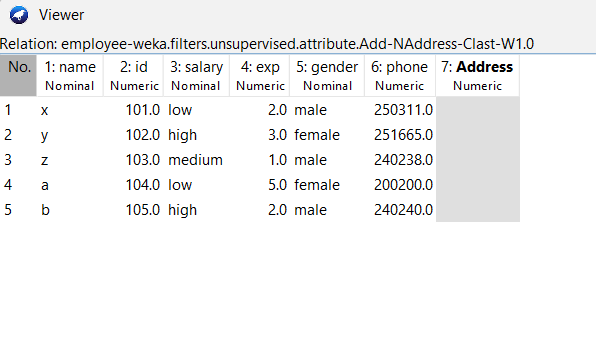 Viewer
Relation: employee-weka.filters.unsupervised.attribute.Add-NAddress-Clast-W1.0
No. 1: name 2: id 3: salary 4: exp 5: gender 6: phone 7: Address
Nominal Numeric Nominal Numeric Nominal Numeric Numeric
1 x 101.0 low 2.0 male 250311.0
2 y 102.0 high 3.0 female 251665.0
3 z 103.0 medium 1.0 male 240238.0
4 a 104.0 low 5.0 female 200200.0
5 b 105.0 high 2.0 male 240240.0